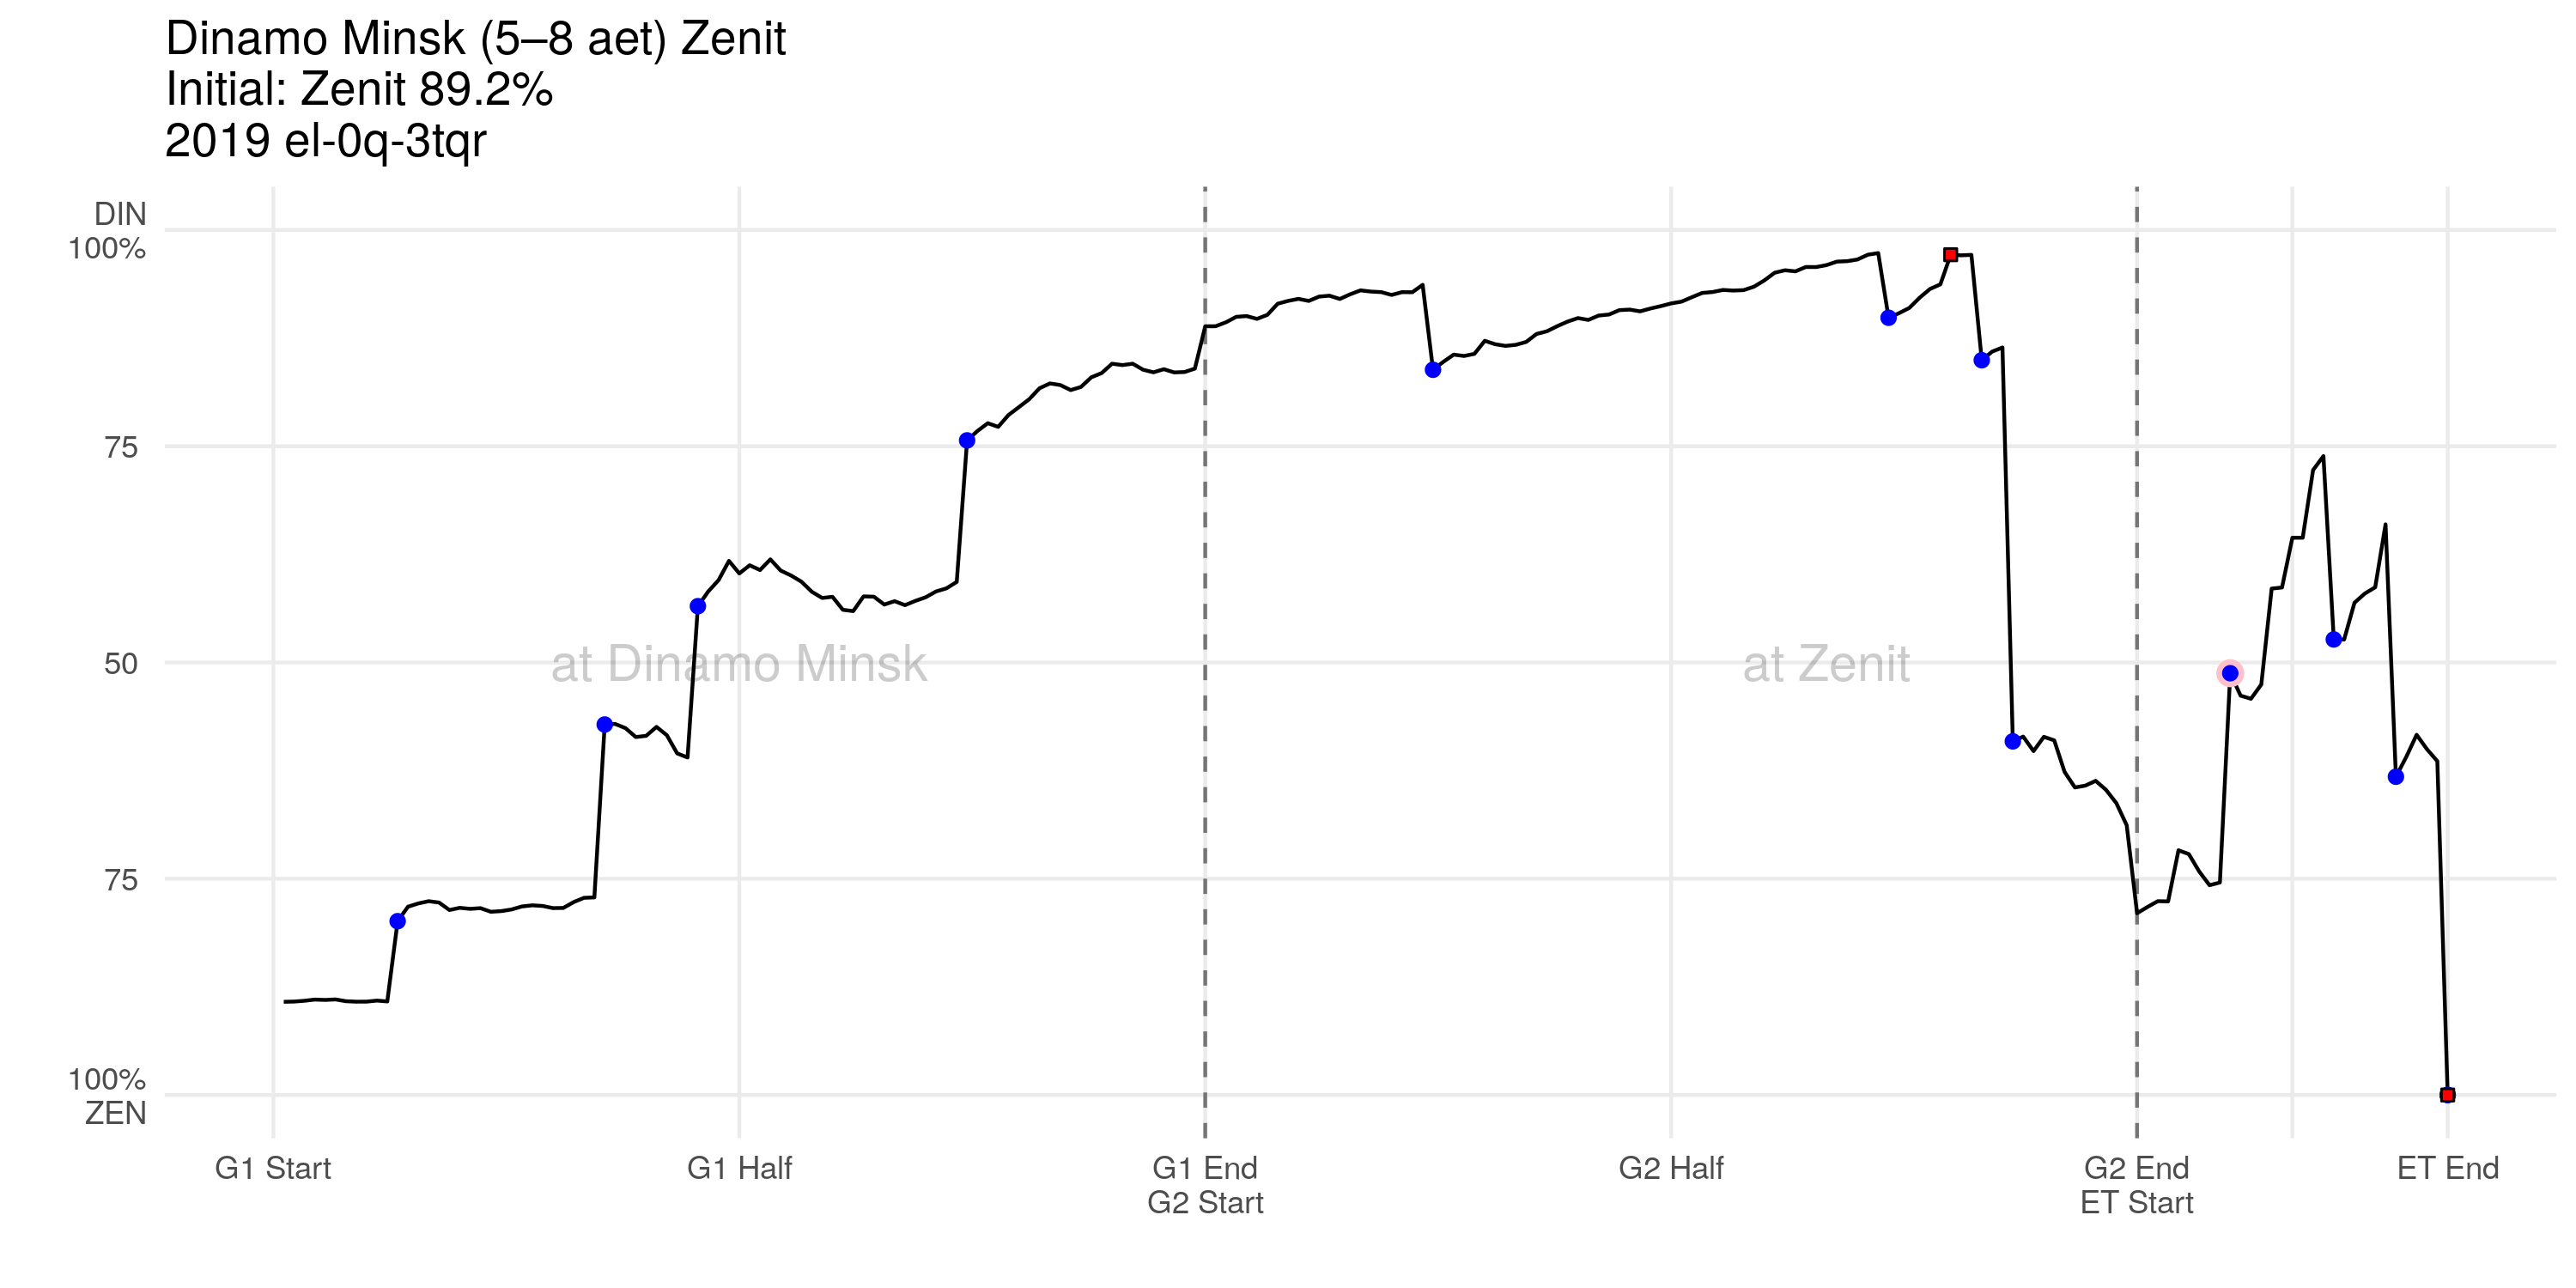 Dinamo Minsk (5–8 aet) Zenit
Initial: Zenit 89.2%
2019 el-0q-3tqr
DIN
100%
75
50
75
100%
ZEN
at Dinamo Minsk
at Zenit
G1 Start
G1 Half
G1 End
G2 Start
G2 Half
G2 End
ET Start
ET End